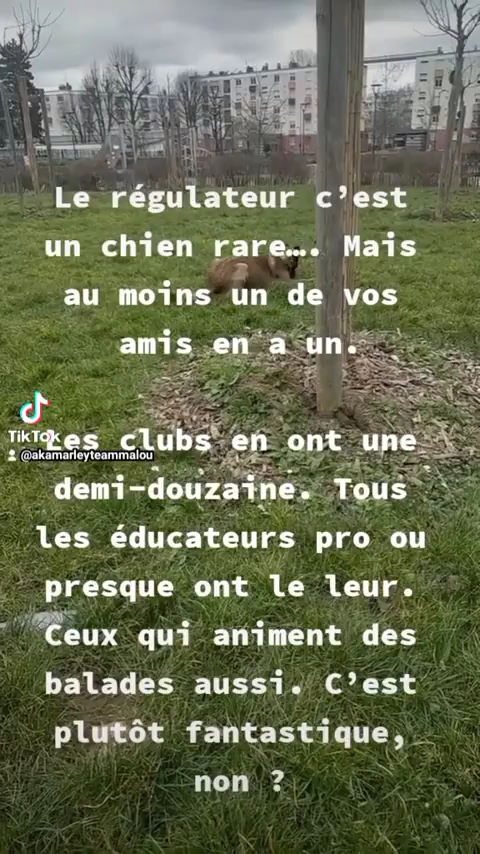 Le régulateur c'est
un chien rare…. Mais
au moins un de vos
amis en a un.
Les clubs en ont une
TikTok
@akamarleyteammalou
demi-douzaine. Tous
les éducateurs pro ou
presque ont le leur.
Ceux qui animent des
balades aussi. C'est
plutôt fantastique,
non ?